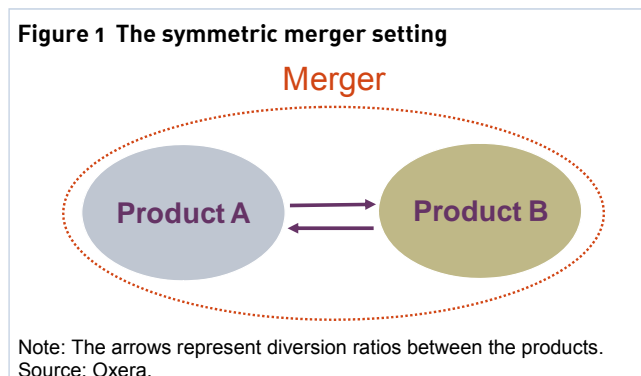 Figure 1 The symmetric merger setting
Merger
Product A
Product B
Note: The arrows represent diversion ratios between the products.
Source: Oxera.